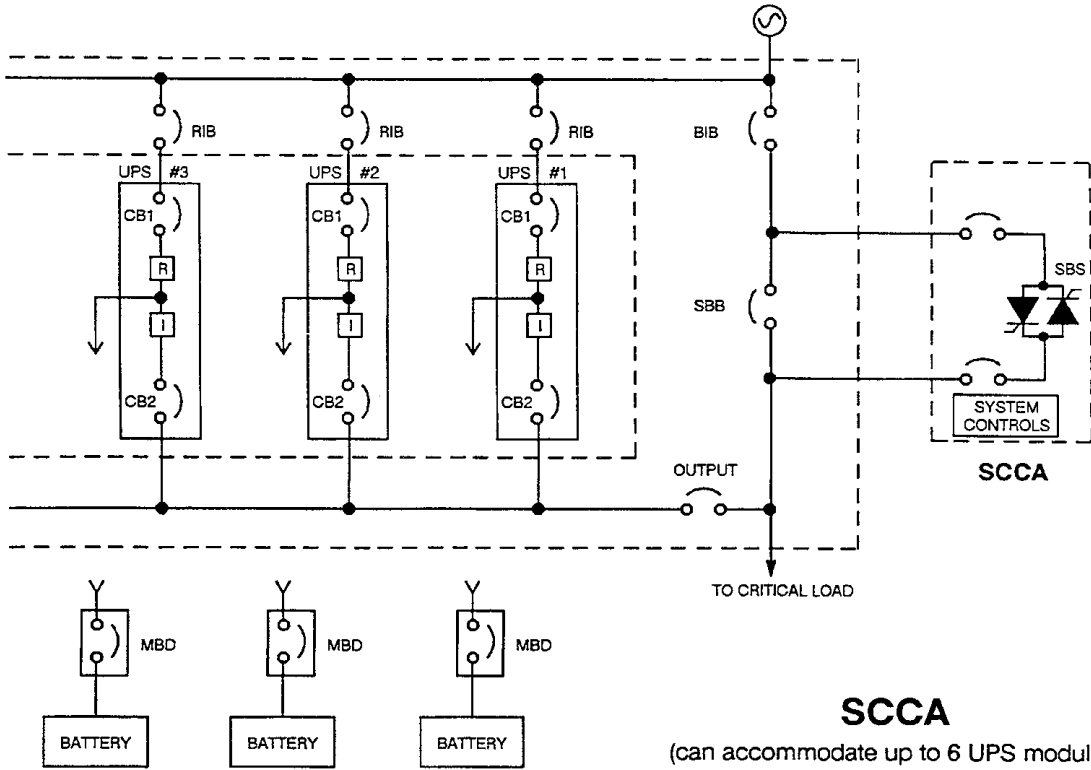 RIB
RIB
RIB
BIB
UPS #3
UPS #2
UPS #1
CB1
CB1
CB1
R
R
R
SBS
SBB
I
I
I
CB2
CB2
CB2
SYSTEM
CONTROLS
SCCA
OUTPUT
TO CRITICAL LOAD
MBD
MBD
MBD
BATTERY
BATTERY
BATTERY
SCCA
(can accommodate up to 6 UPS modul